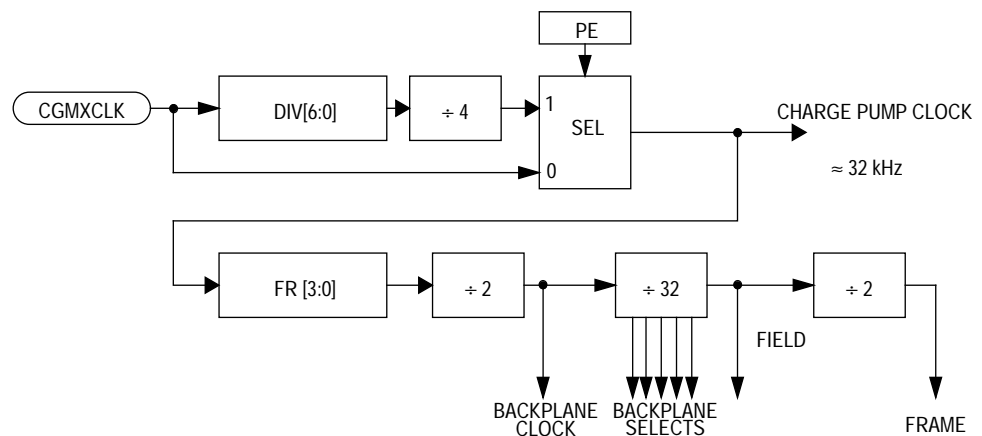 PE
CGMXCLK
DIV[6:0]
÷ 4
1
SEL
0
CHARGE PUMP CLOCK
≈ 32 kHz
FR [3:0]
÷ 2
÷ 32
÷ 2
FIELD
BACKPLANE
CLOCK
BACKPLANE
SELECTS
FRAME